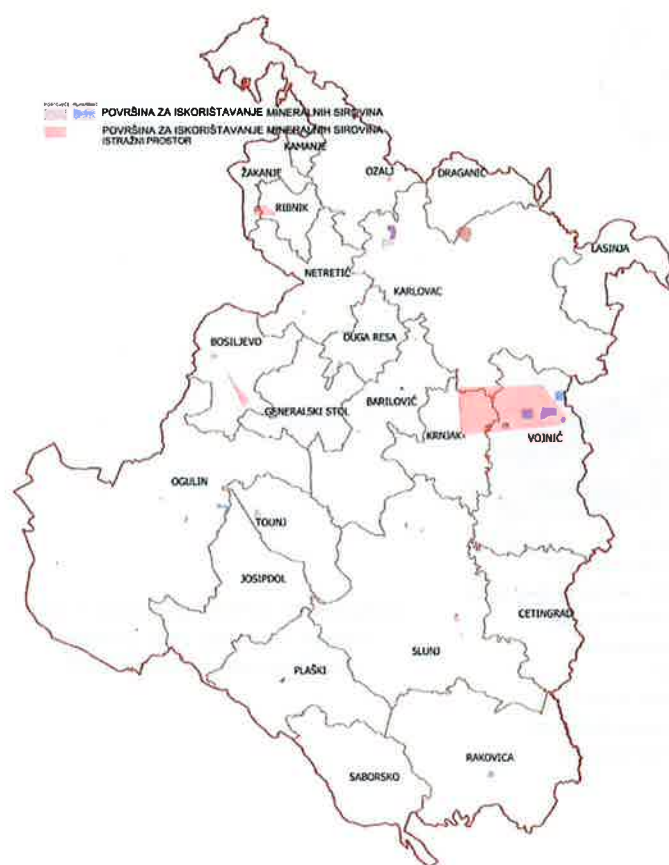 POVRŠINA ZA ISKORIŠTAVANJE MINERALNIH SIROVINA
POVRŠINA ZA ISKORIŠTAVANJE MINERALNIH SIROVINA
ISTRAŽNI PROSTOR
KAMANJE
ŽAKANJE
OZALJ
DRAGANIĆ
RIBNIK
LASINJA
NETRETIĆ
KARLOVAC
DUGA RESA
BOSILJEVO
BARILOVIĆ
GENERALSKI STOL
KRNJAK
VOJNIĆ
OGULIN
TOUNJ
JOSIPDOL
CETINGRAD
SLUNJ
PLAŠKI
RAKOVICA
SABORSKO